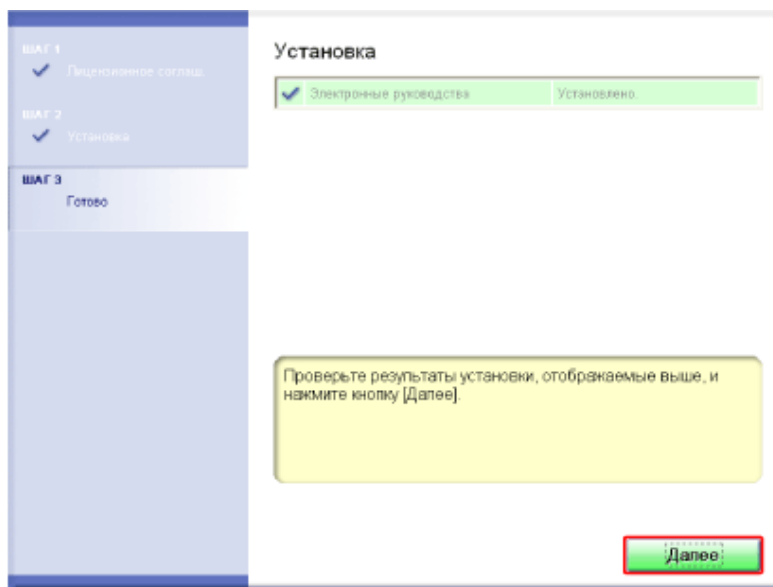 ШАГ 1
Лицензионное соглаш.
ШАГ 2
Установка
ШАГ 3
Готово
Установка
Электронные руководства Установлено.
Проверьте результаты установки, отображаемые выше, и
нажмите кнопку [Далее].
Далее